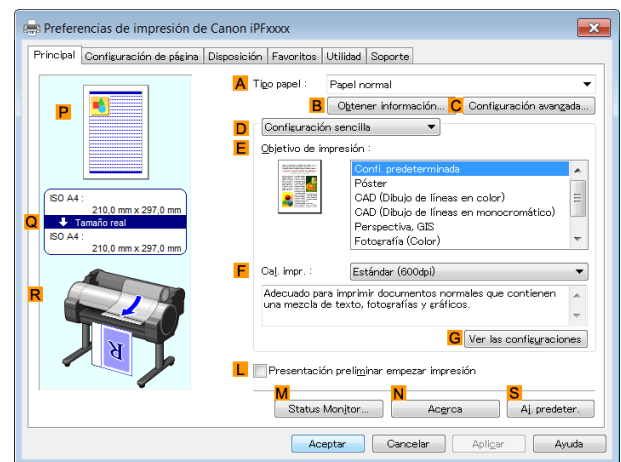 Preferencias de impresión de Canon iPFxxxx
Principal Configuración de página Disposición Favoritos Utilidad Soporte
A Tipo papel : Papel normal
B Obtener información... C Configuración avanzada...
P
D Configuración sencilla
E Objetivo de impresión :
Confi. predeterminada
Póster
CAD (Dibujo de líneas en color)
CAD (Dibujo de líneas en monocromático)
Perspectiva, GIS
Fotografía (Color)
ISO A4 :
210,0 mm x 297,0 mm
Q Tamaño real
ISO A4 :
210,0 mm x 297,0 mm
F Cal. impr. : Estándar (600dpi)
R
Adecuado para imprimir documentos normales que contienen
una mezcla de texto, fotografías y gráficos.
G Ver las configuraciones
L Presentación preliminar empezar impresión
M N S
Status Monitor... Acerca Aj. predeter.
Aceptar Cancelar Aplicar Ayuda